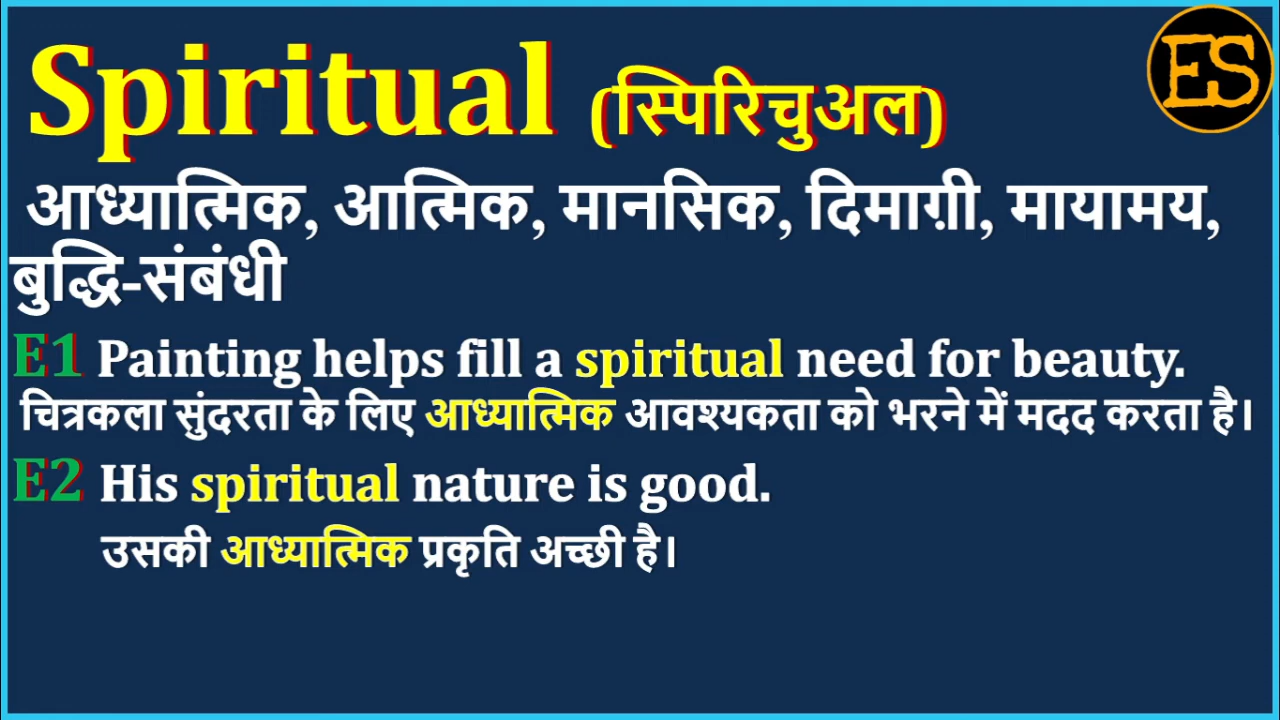 Spiritual (स्पिरिचुअल)
ES
आध्यात्मिक, आत्मिक, मानसिक, दिमाग़ी, मायामय,
बुद्धि-संबंधी
E1 Painting helps fill a spiritual need for beauty.
चित्रकला सुंदरता के लिए आध्यात्मिक आवश्यकता को भरने में मदद करता है।
E2 His spiritual nature is good.
उसकी आध्यात्मिक प्रकृति अच्छी है।